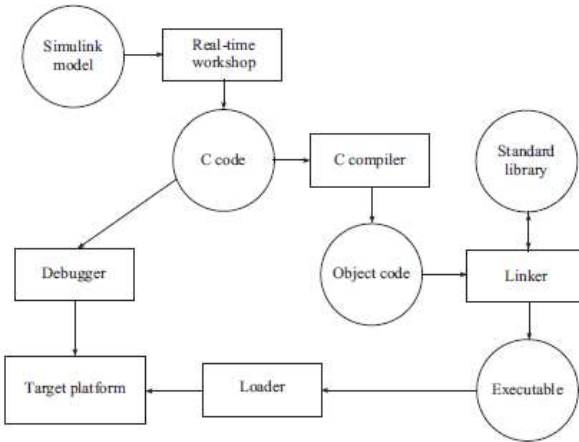 Simulink
model
Real-time
workshop
C code
C compiler
Standard
library
Debugger
Object code
Linker
Target platform
Loader
Executable